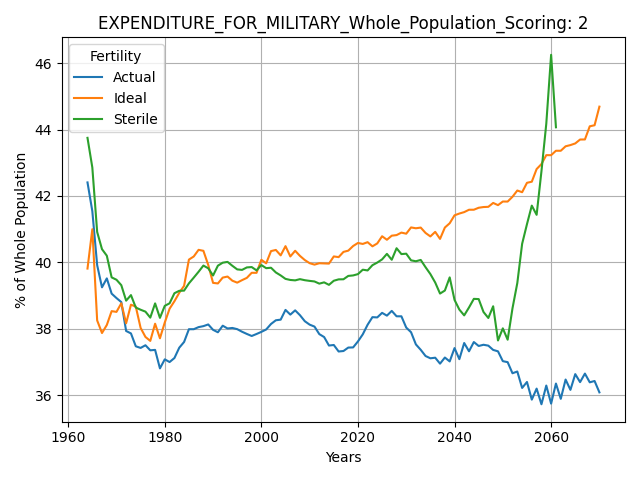 EXPENDITURE_FOR_MILITARY_Whole_Population_Scoring: 2
Fertility
Actual
Ideal
Sterile
% of Whole Population
46
44
42
40
38
36
1960
1980
2000
2020
2040
2060
Years